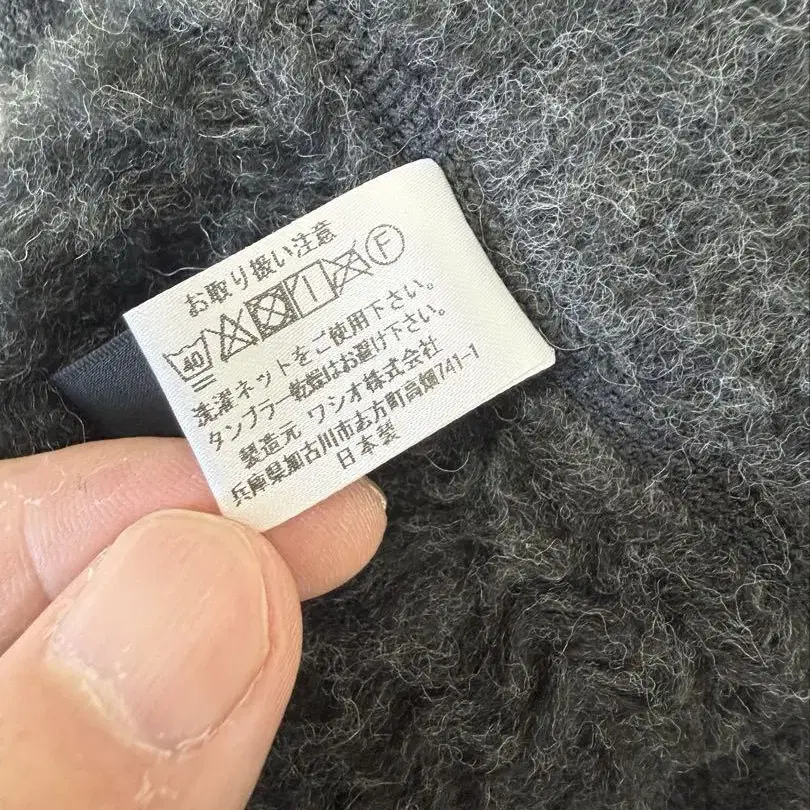 お取り扱い注意
40 F
洗濯ネットをご使用下さい。
タンブラー乾燥はお避け下さい。
製造元 ワシオ株式会社
兵庫県加古川市志方町高畑741-1
日本製